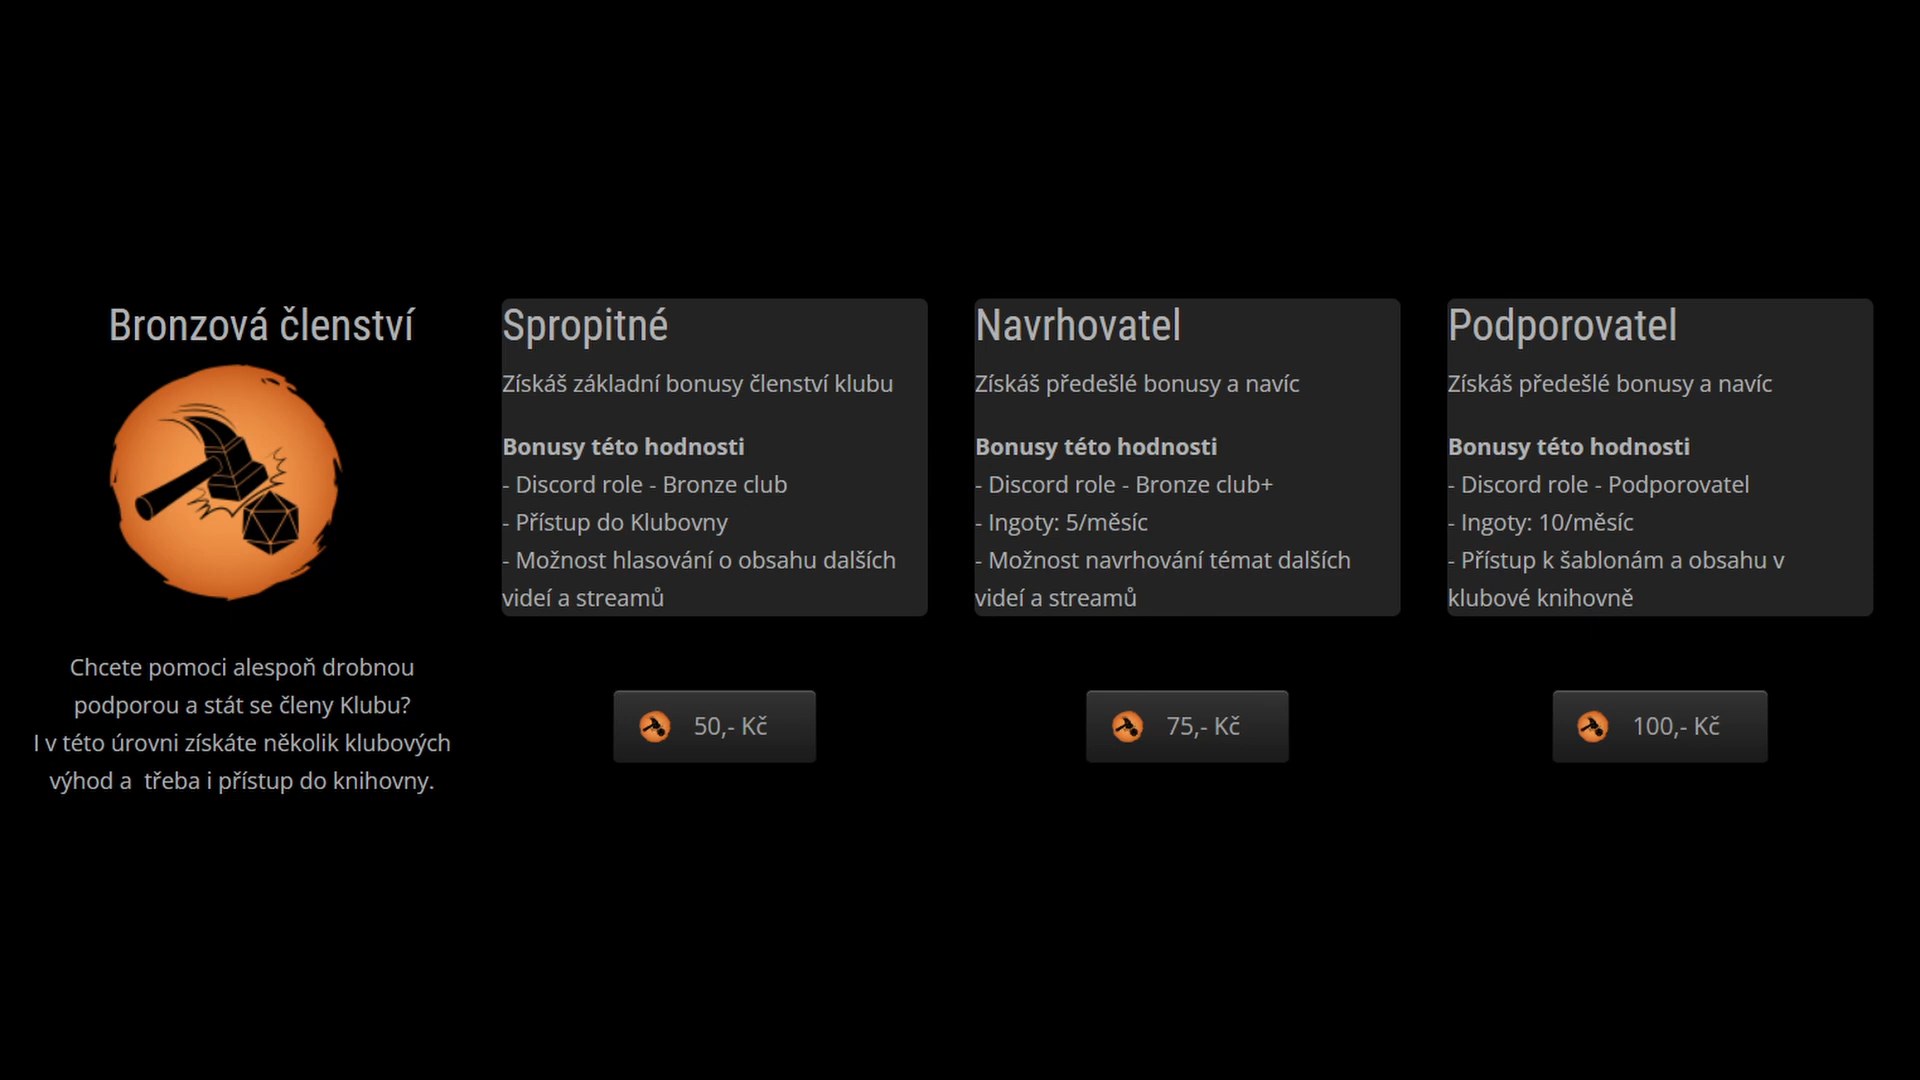 Bronzová členství
Chcete pomoci alespoň drobnou
podporou a stát se členy Klubu?
I v této úrovni získáte několik klubových
výhod a  třeba i přístup do knihovny.
Spropitné
Získáš základní bonusy členství klubu
Bonusy této hodnosti
- Discord role - Bronze club
- Přístup do Klubovny
- Možnost hlasování o obsahu dalších
videí a streamů
50,- Kč
Navrhovatel
Získáš předešlé bonusy a navíc
Bonusy této hodnosti
- Discord role - Bronze club+
- Ingoty: 5/měsíc
- Možnost navrhování témat dalších
videí a streamů
75,- Kč
Podporovatel
Získáš předešlé bonusy a navíc
Bonusy této hodnosti
- Discord role - Podporovatel
- Ingoty: 10/měsíc
- Přístup k šablonám a obsahu v
klubové knihovně
100,- Kč